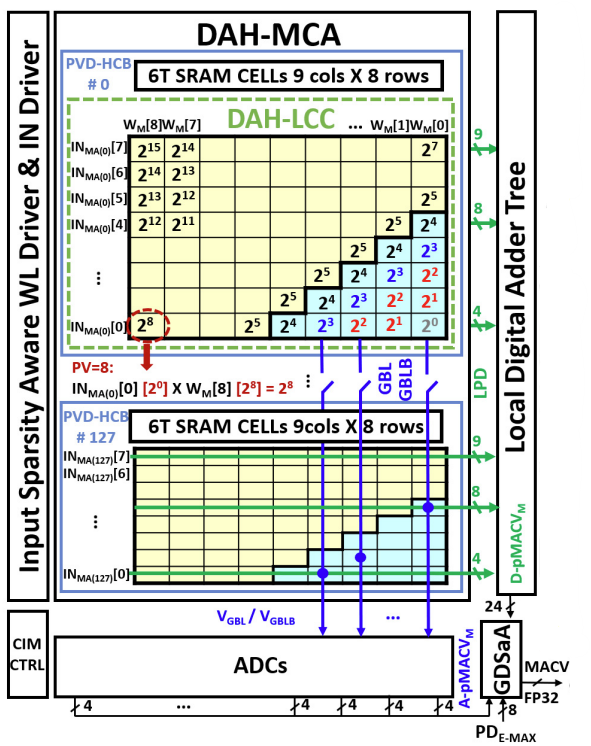 Input Sparsity Aware WL Driver & IN Driver
DAH-MCA
PVD-HCB
# 0
6T SRAM CELLS 9 cols X 8 rows
DAH-LCC
W_M[8] W_M[7] ... W_M[1] W_M[0]
IN_MA(0)[7] 2^15 2^14 2^7
9
IN_MA(0)[6] 2^14 2^13
IN_MA(0)[5] 2^13 2^12 2^5
IN_MA(0)[4] 2^12 2^11 2^5 2^4
8
2^5 2^4 2^3
... 2^5 2^4 2^3 2^2
2^5 2^4 2^3 2^2 2^1
IN_MA(0)[0] 2^8 2^5 2^4 2^3 2^2 2^1 2^0
4
PV=8:
IN_MA(0)[0] [2^0] X W_M[8] [2^8] = 2^8
...
GBL
GBLB
LPD
PVD-HCB
# 127
6T SRAM CELLS 9cols X 8 rows
IN_MA(127)[7]
9
IN_MA(127)[6]
8
...
IN_MA(127)[0]
4
D-pMACV_M
Local Digital Adder Tree
V_GBL / V_GBLB
...
24
CIM
CTRL
ADCs
A-pMACV_M
GDSaA
MACV
FP32
4 ... 4 4 4 4
8
PD_E-MAX